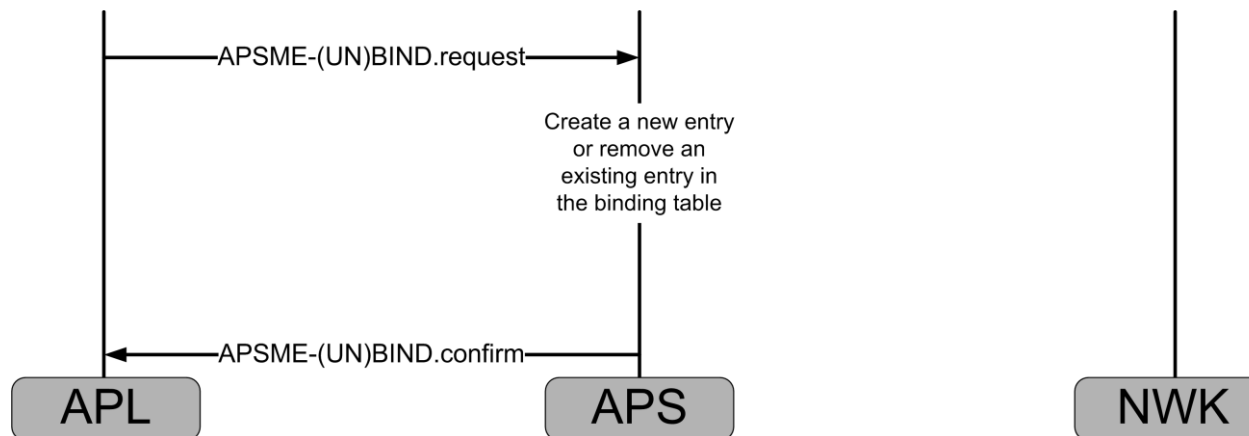 APSME-(UN)BIND.request
Create a new entry
or remove an
existing entry in
the binding table
APSME-(UN)BIND.confirm
APL
APS
NWK